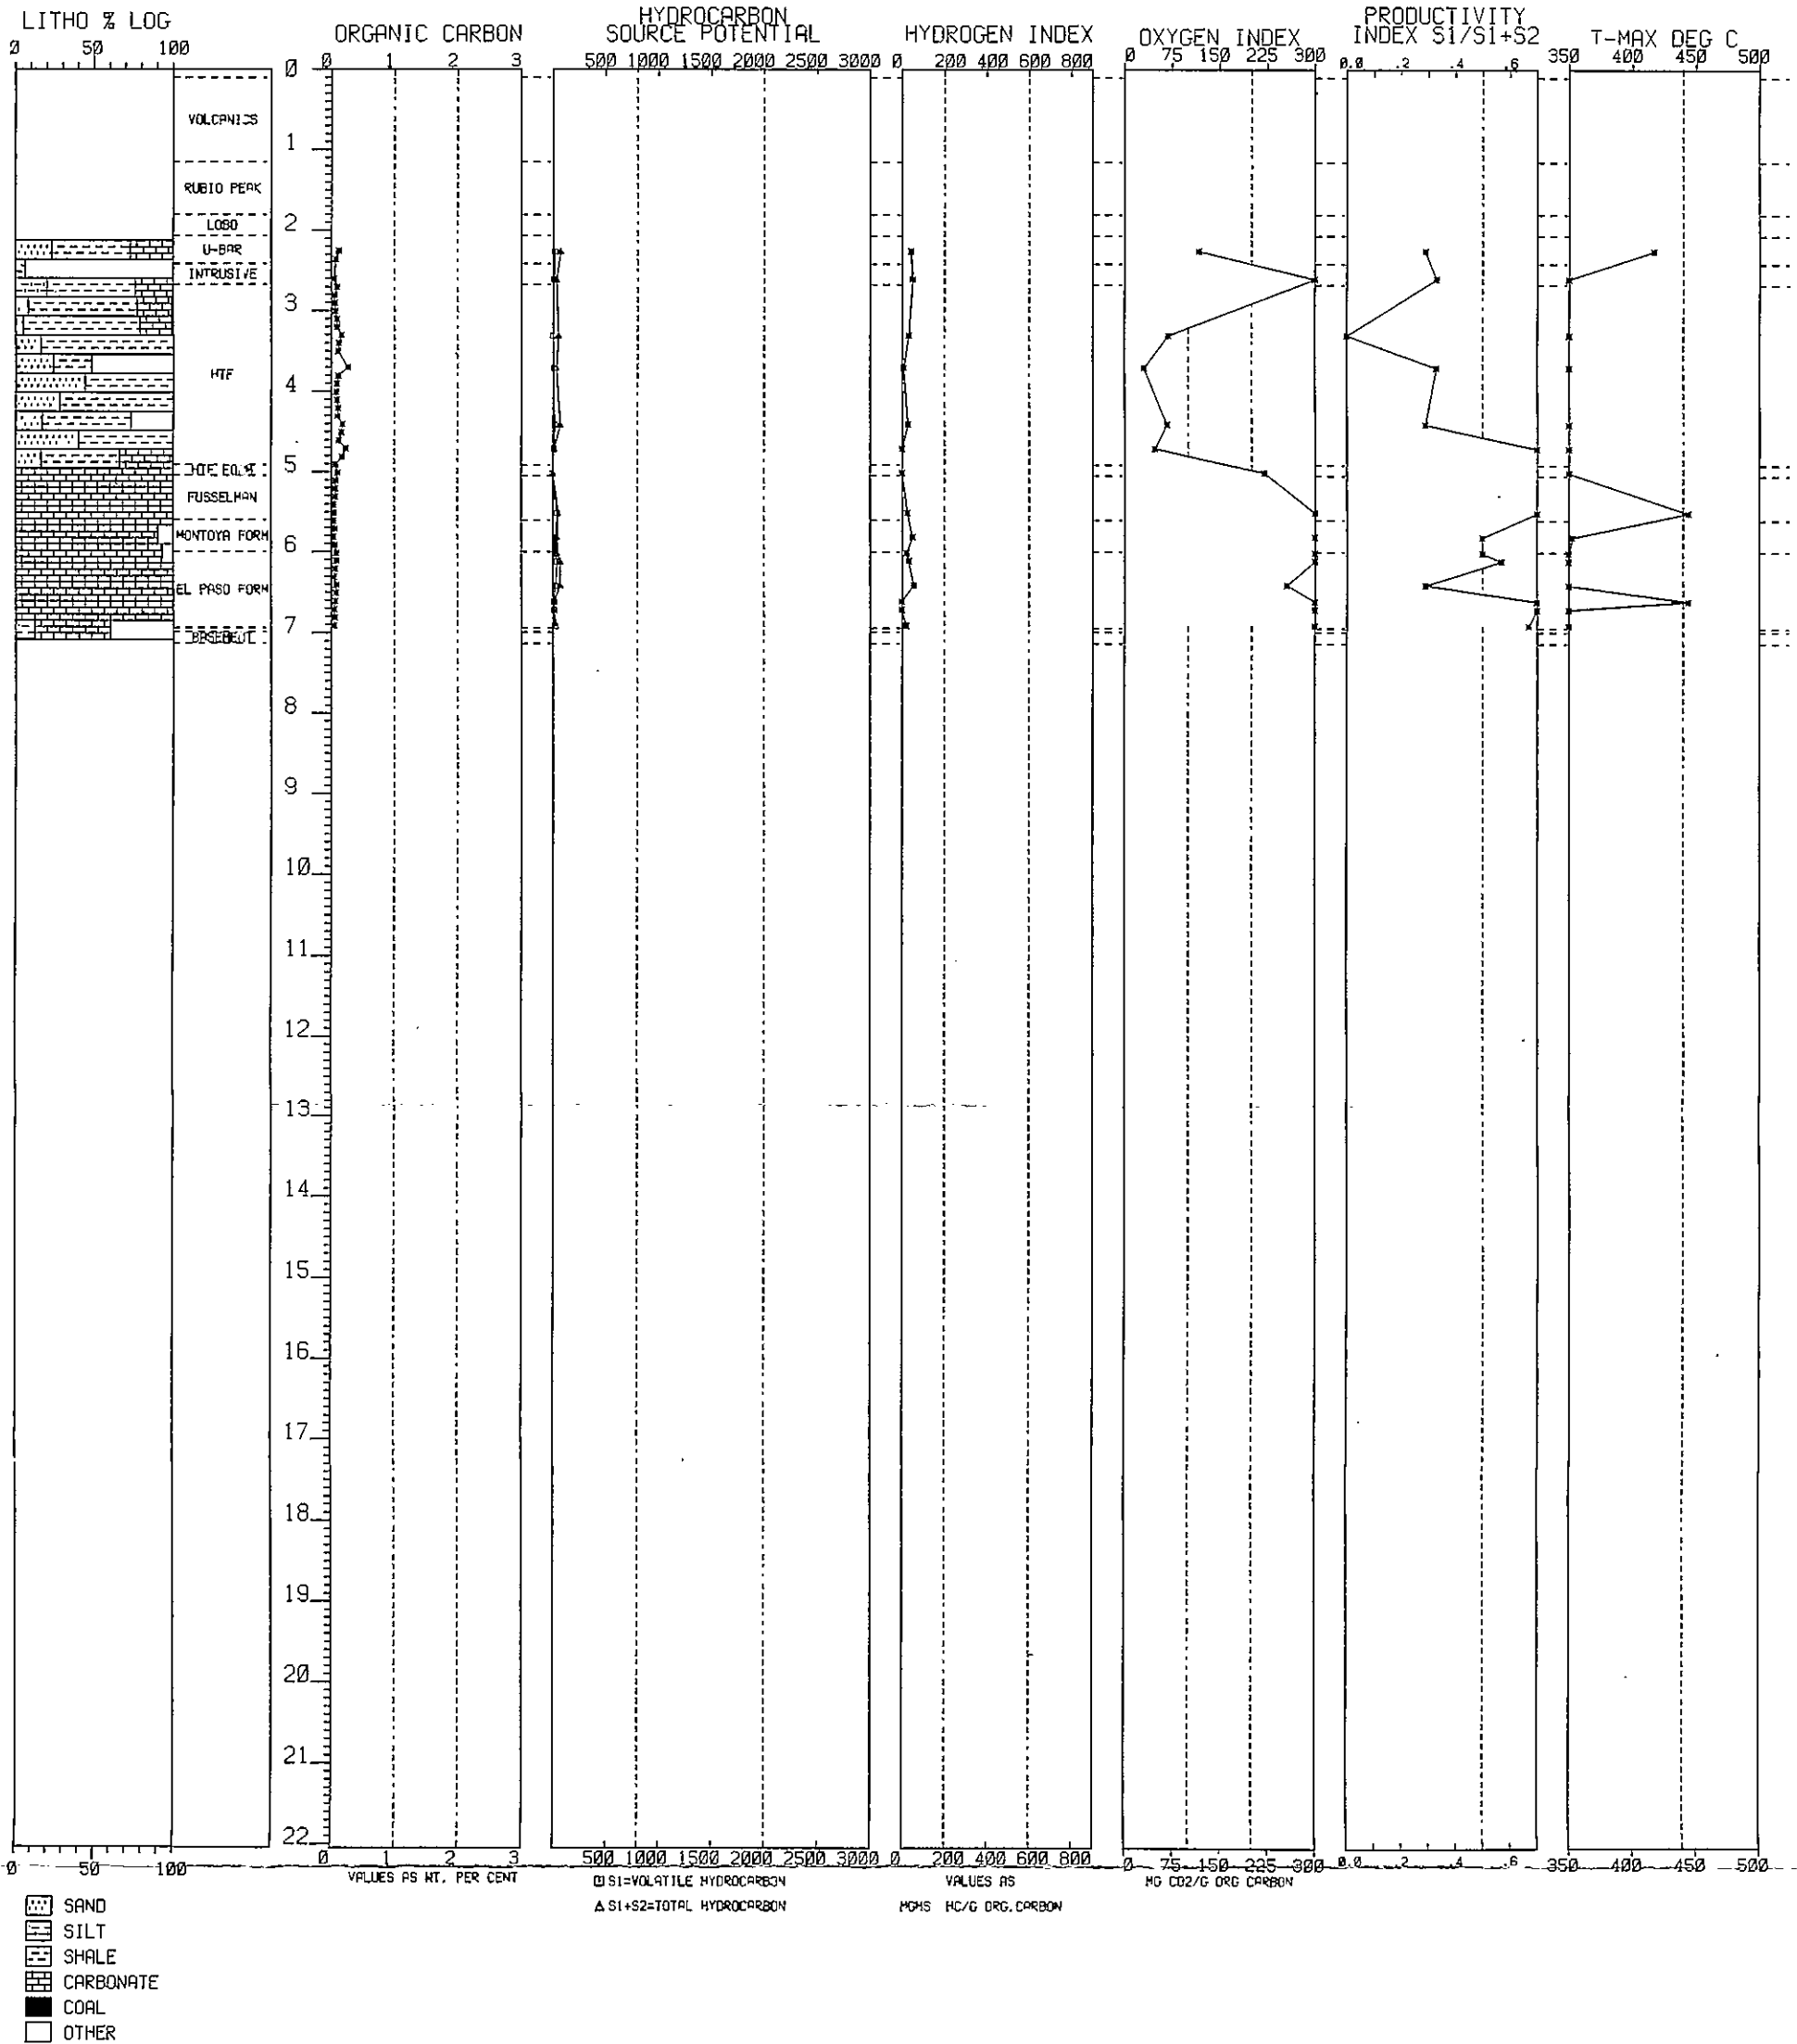 LITHO % LOG
0 50 100
ORGANIC CARBON
0 1 2 3
HYDROCARBON
SOURCE POTENTIAL
500 1000 1500 2000 2500 3000
HYDROGEN INDEX
0 200 400 600 800
OXYGEN INDEX
0 75 150 225 300
PRODUCTIVITY
INDEX S1/S1+S2
0.0 .2 .4 .6
T-MAX DEG C
350 400 450 500
0
VOLCANICS
1
RUBIO PEAK
2
LOBO
U-BAR
INTRUSIVE
3
HTF
4
5
FUSSELMAN
MONTOYA FORM
6
EL PASO FORM
7
8
9
10
11
12
13
14
15
16
17
18
19
20
21
22
0 50 100
0 1 2 3
500 1000 1500 2000 2500 3000
0 200 400 600 800
0 75 150 225 300
0.0 .2 .4 .6
350 400 450 500
VALUES AS WT. PER CENT
S1=VOLATILE HYDROCARBON
S1+S2=TOTAL HYDROCARBON
VALUES AS
MGMS HC/G ORG.CARBON
MG CO2/G ORG CARBON
SAND
SILT
SHALE
CARBONATE
COAL
OTHER